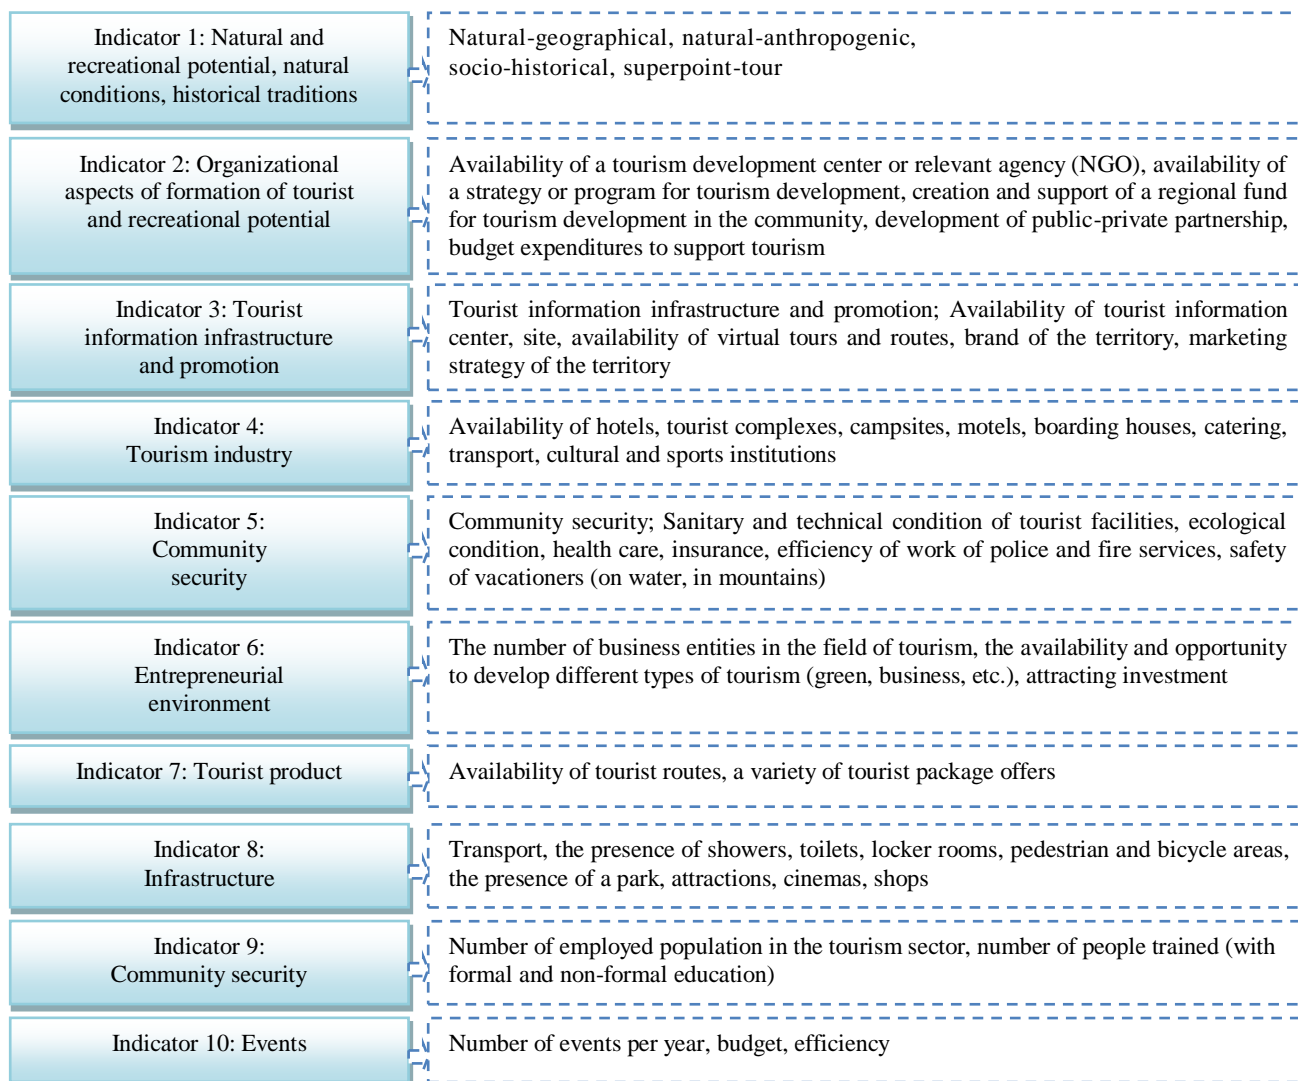 Indicator 1: Natural and
recreational potential, natural
conditions, historical traditions
Natural-geographical, natural-anthropogenic,
socio-historical, superpoint-tour
Indicator 2: Organizational
aspects of formation of tourist
and recreational potential
Availability of a tourism development center or relevant agency (NGO), availability of
a strategy or program for tourism development, creation and support of a regional fund
for tourism development in the community, development of public-private partnership,
budget expenditures to support tourism
Indicator 3: Tourist
information infrastructure
and promotion
Tourist information infrastructure and promotion; Availability of tourist information
center, site, availability of virtual tours and routes, brand of the territory, marketing
strategy of the territory
Indicator 4:
Tourism industry
Availability of hotels, tourist complexes, campsites, motels, boarding houses, catering,
transport, cultural and sports institutions
Indicator 5:
Community
security
Community security; Sanitary and technical condition of tourist facilities, ecological
condition, health care, insurance, efficiency of work of police and fire services, safety
of vacationers (on water, in mountains)
Indicator 6:
Entrepreneurial
environment
The number of business entities in the field of tourism, the availability and opportunity
to develop different types of tourism (green, business, etc.), attracting investment
Indicator 7: Tourist product
Availability of tourist routes, a variety of tourist package offers
Indicator 8:
Infrastructure
Transport, the presence of showers, toilets, locker rooms, pedestrian and bicycle areas,
the presence of a park, attractions, cinemas, shops
Indicator 9:
Community security
Number of employed population in the tourism sector, number of people trained (with
formal and non-formal education)
Indicator 10: Events
Number of events per year, budget, efficiency